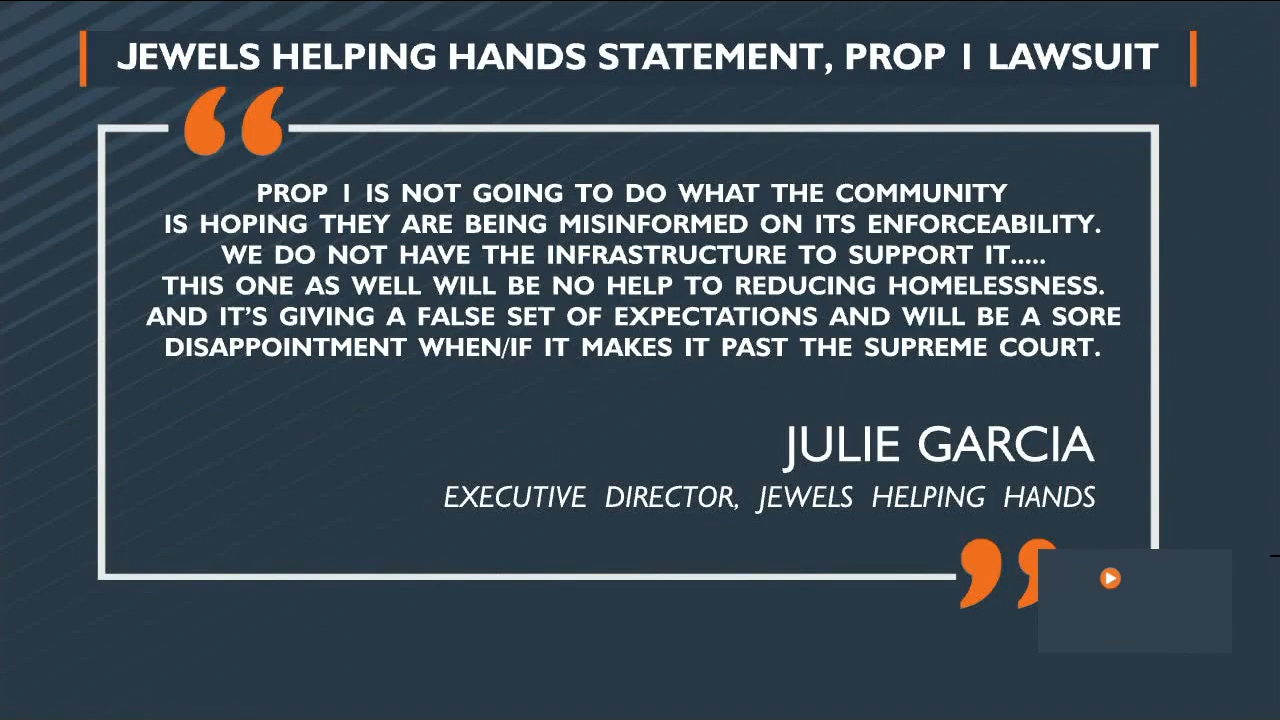 JEWELS HELPING HANDS STATEMENT, PROP 1 LAWSUIT
PROP 1 IS NOT GOING TO DO WHAT THE COMMUNITY
IS HOPING THEY ARE BEING MISINFORMED ON ITS ENFORCEABILITY.
WE DO NOT HAVE THE INFRASTRUCTURE TO SUPPORT IT.....
THIS ONE AS WELL WILL BE NO HELP TO REDUCING HOMELESSNESS.
AND IT'S GIVING A FALSE SET OF EXPECTATIONS AND WILL BE A SORE
DISAPPOINTMENT WHEN/IF IT MAKES IT PAST THE SUPREME COURT.
JULIE GARCIA
EXECUTIVE DIRECTOR, JEWELS HELPING HANDS